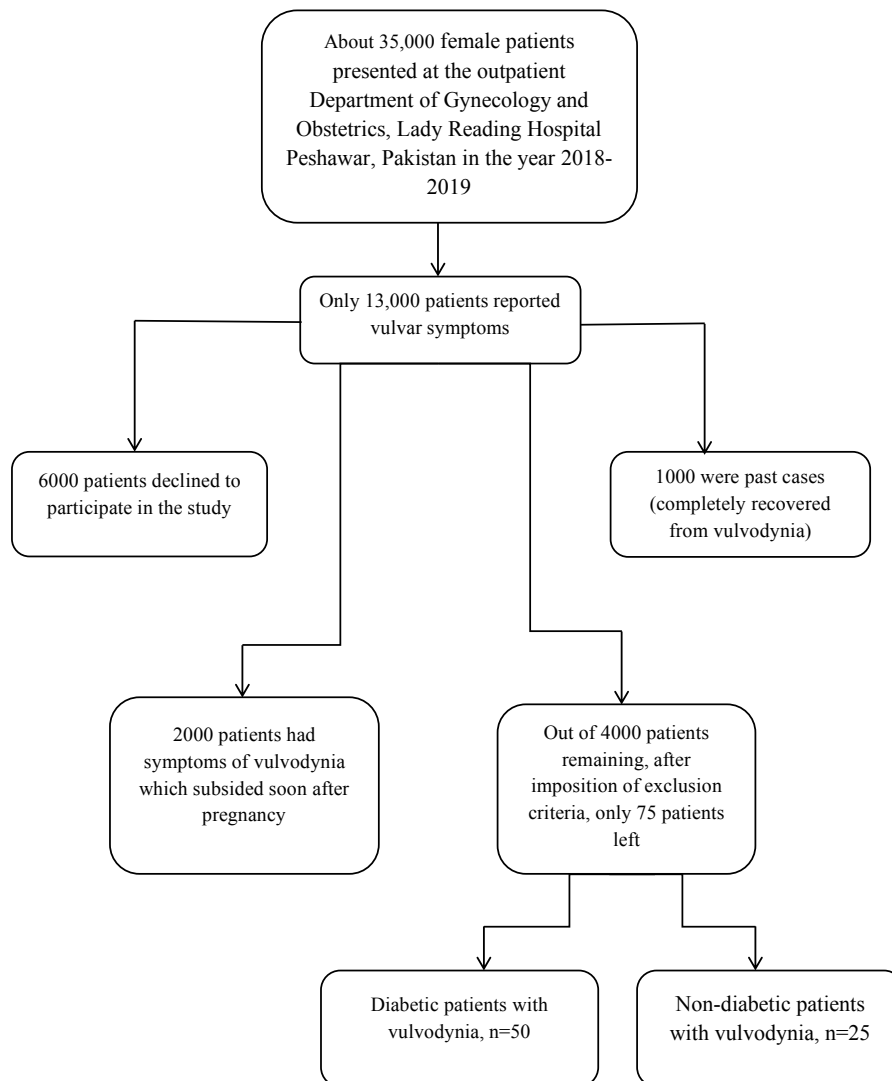 About 35,000 female patients
presented at the outpatient
Department of Gynecology and
Obstetrics, Lady Reading Hospital
Peshawar, Pakistan in the year 2018-
2019
Only 13,000 patients reported
vulvar symptoms
6000 patients declined to
participate in the study
1000 were past cases
(completely recovered
from vulvodynia)
2000 patients had
symptoms of vulvodynia
which subsided soon after
pregnancy
Out of 4000 patients
remaining, after
imposition of exclusion
criteria, only 75 patients
left
Diabetic patients with
vulvodynia, n=50
Non-diabetic patients
with vulvodynia, n=25